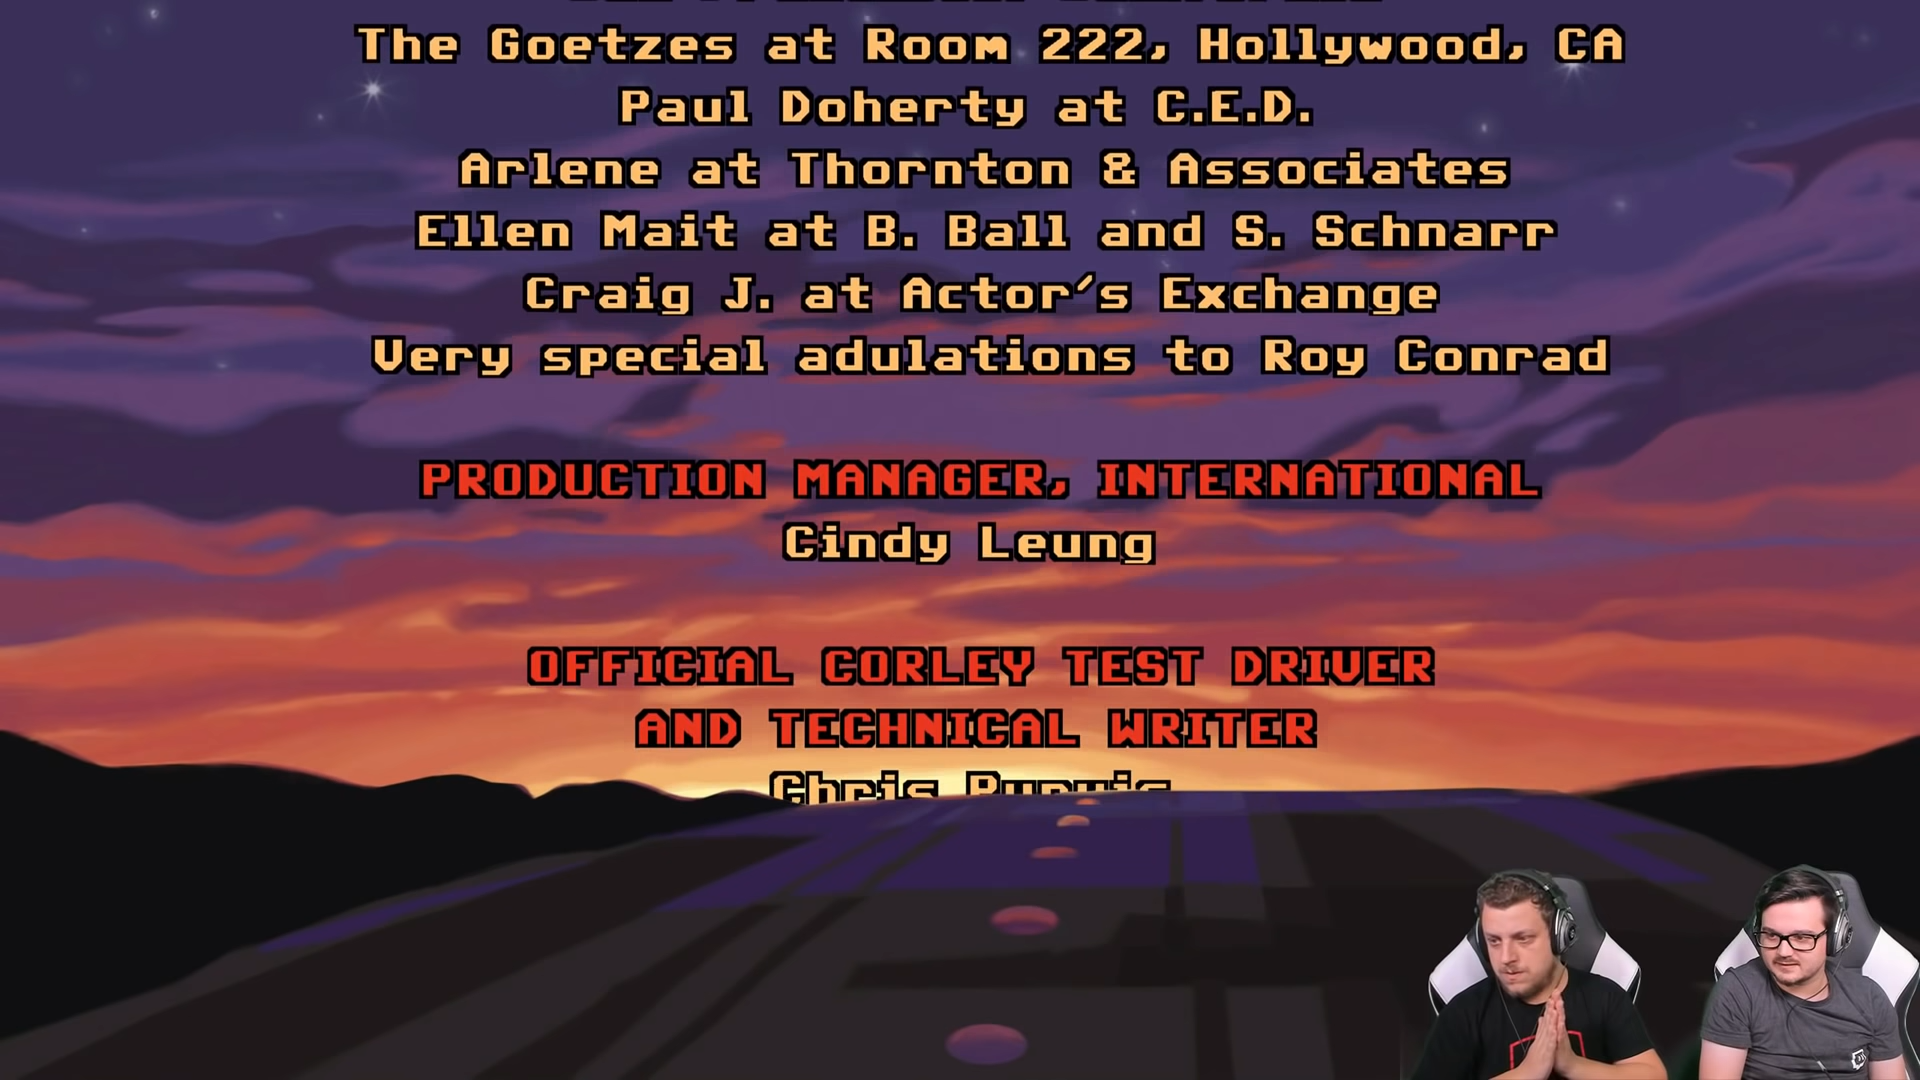 The Goetzes at Room 222, Hollywood, CA
Paul Doherty at C.E.D.
Arlene at Thornton & Associates
Ellen Mait at B. Ball and S. Schnarr
Craig J. at Actor's Exchange
Very special adulations to Roy Conrad
PRODUCTION MANAGER, INTERNATIONAL
Cindy Leung
OFFICIAL CORLEY TEST DRIVER
AND TECHNICAL WRITER
Chris